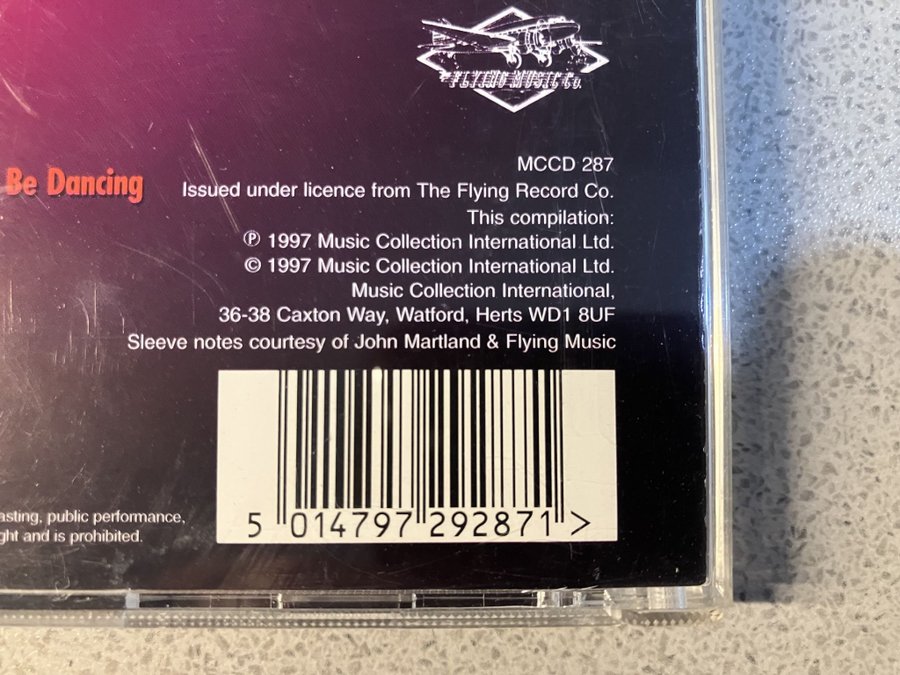 FLYING MUSIC Co.
MCCD 287
Be Dancing
Issued under licence from The Flying Record Co.
This compilation:
℗ 1997 Music Collection International Ltd.
© 1997 Music Collection International Ltd.
Music Collection International,
36-38 Caxton Way, Watford, Herts WD1 8UF
Sleeve notes courtesy of John Martland & Flying Music
asting, public performance,
ght and is prohibited.
5 014797 292871 >